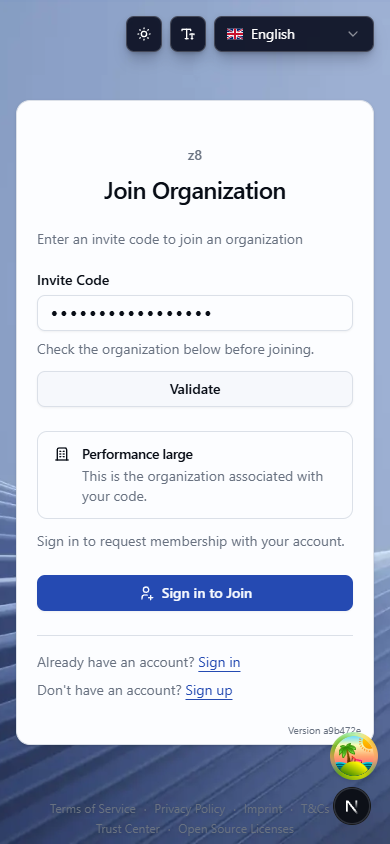 English
z8
Join Organization
Enter an invite code to join an organization
Invite Code
•••••••••••••••••
Check the organization below before joining.
Validate
Performance large
This is the organization associated with
your code.
Sign in to request membership with your account.
Sign in to Join
Already have an account? Sign in
Don't have an account? Sign up
Version a9b472e
Terms of Service · Privacy Policy · Imprint · T&Cs
Trust Center · Open Source Licenses
N